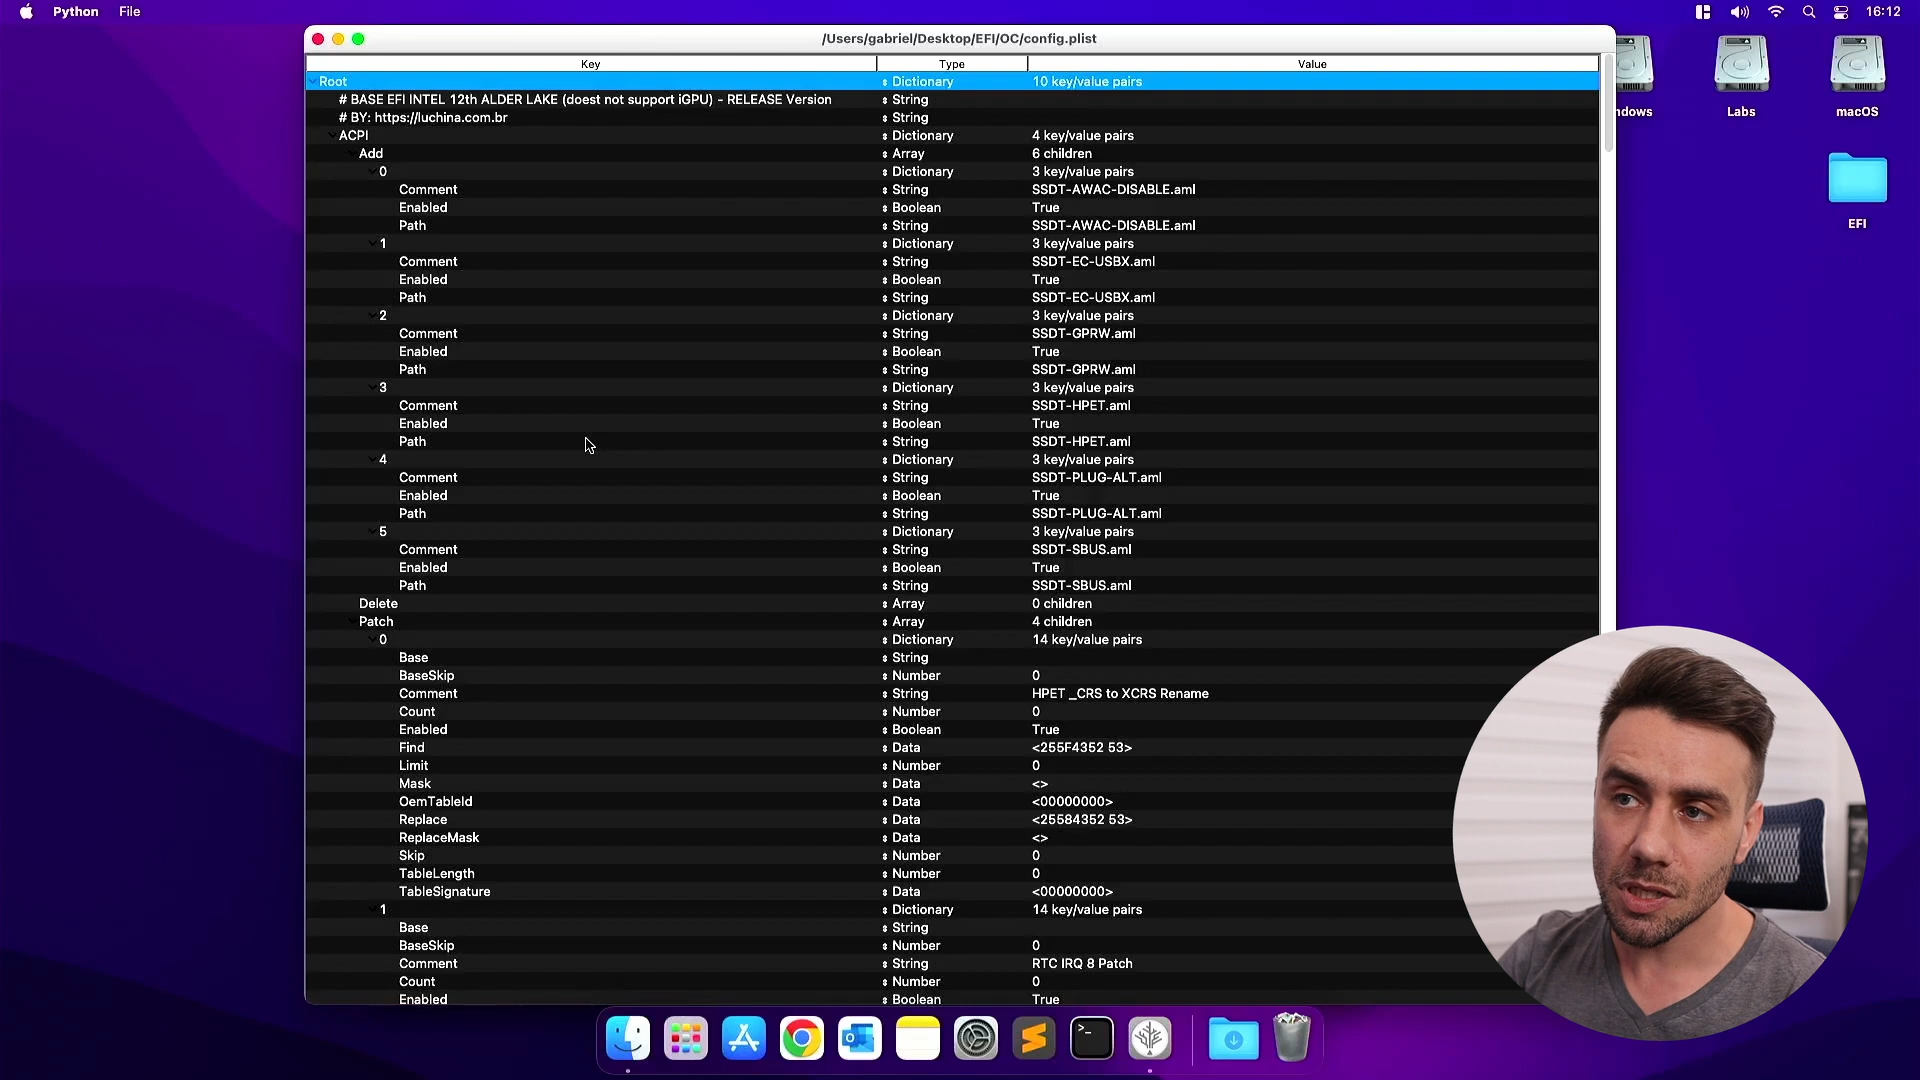 Python File 16:12
/Users/gabriel/Desktop/EFI/OC/config.plist
Key Type Value
Root Dictionary 10 key/value pairs
# BASE EFI INTEL 12th ALDER LAKE (doest not support iGPU) - RELEASE Version String
# BY: https://luchina.com.br String
ACPI Dictionary 4 key/value pairs
Add Array 6 children
0 Dictionary 3 key/value pairs
Comment String SSDT-AWAC-DISABLE.aml
Enabled Boolean True
Path String SSDT-AWAC-DISABLE.aml
1 Dictionary 3 key/value pairs
Comment String SSDT-EC-USBX.aml
Enabled Boolean True
Path String SSDT-EC-USBX.aml
2 Dictionary 3 key/value pairs
Comment String SSDT-GPRW.aml
Enabled Boolean True
Path String SSDT-GPRW.aml
3 Dictionary 3 key/value pairs
Comment String SSDT-HPET.aml
Enabled Boolean True
Path String SSDT-HPET.aml
4 Dictionary 3 key/value pairs
Comment String SSDT-PLUG-ALT.aml
Enabled Boolean True
Path String SSDT-PLUG-ALT.aml
5 Dictionary 3 key/value pairs
Comment String SSDT-SBUS.aml
Enabled Boolean True
Path String SSDT-SBUS.aml
Delete Array 0 children
Patch Array 4 children
0 Dictionary 14 key/value pairs
Base String
BaseSkip Number 0
Comment String HPET _CRS to XCRS Rename
Count Number 0
Enabled Boolean True
Find Data <255F4352 53>
Limit Number 0
Mask Data <>
OemTableId Data <00000000>
Replace Data <25584352 53>
ReplaceMask Data <>
Skip Number 0
TableLength Number 0
TableSignature Data <00000000>
1 Dictionary 14 key/value pairs
Base String
BaseSkip Number 0
Comment String RTC IRQ 8 Patch
Count Number 0
Enabled Boolean True
ndows
Labs
macOS
EFI